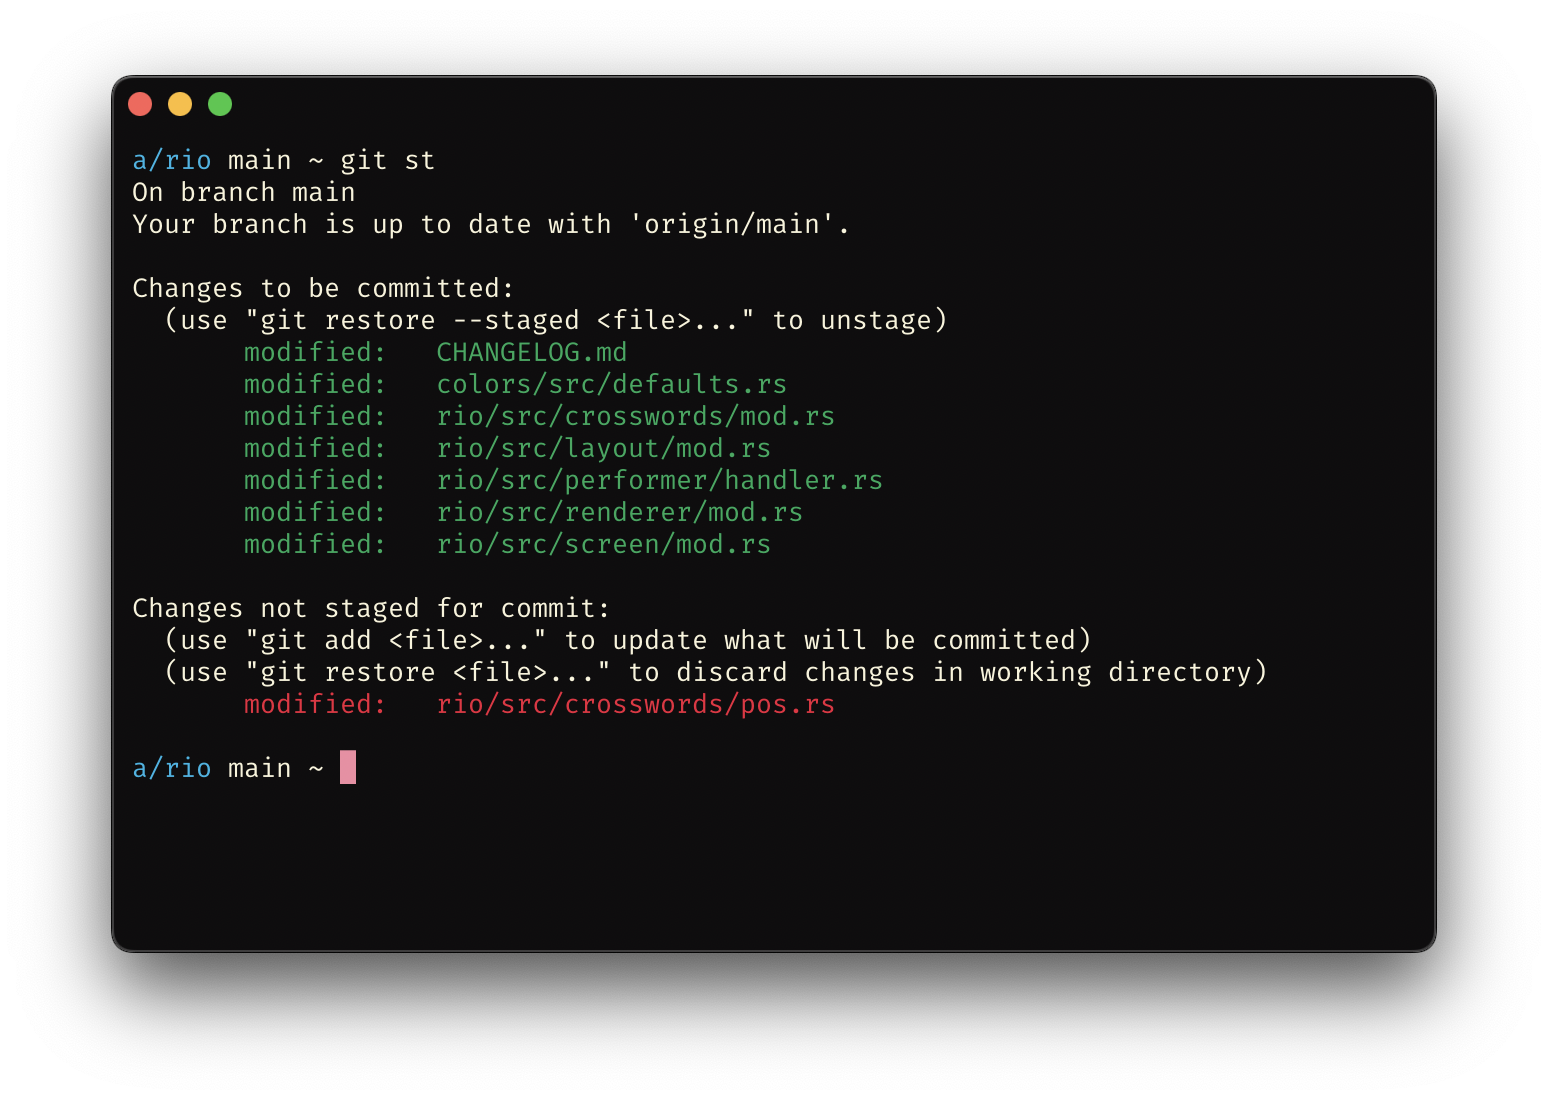 a/rio main ~ git st
On branch main
Your branch is up to date with 'origin/main'.
Changes to be committed:
(use "git restore --staged <file>..." to unstage)
modified: CHANGELOG.md
modified: colors/src/defaults.rs
modified: rio/src/crosswords/mod.rs
modified: rio/src/layout/mod.rs
modified: rio/src/performer/handler.rs
modified: rio/src/renderer/mod.rs
modified: rio/src/screen/mod.rs
Changes not staged for commit:
(use "git add <file>..." to update what will be committed)
(use "git restore <file>..." to discard changes in working directory)
modified: rio/src/crosswords/pos.rs
a/rio main ~